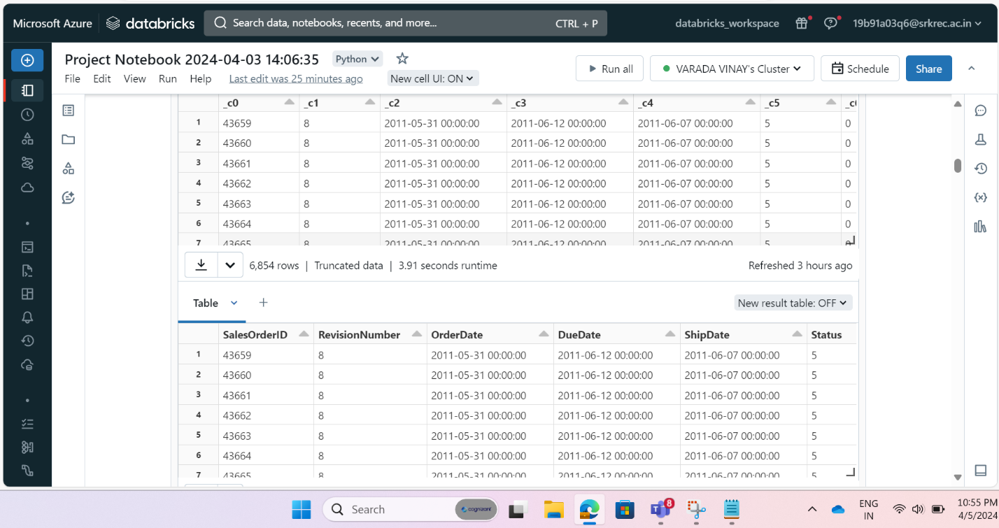 Microsoft Azure databricks Search data, notebooks, recents, and more... CTRL + P databricks_workspace 19b91a03q6@srkrec.ac.in
Project Notebook 2024-04-03 14:06:35 Python
Run all VARADA VINAY's Cluster Schedule Share
File Edit View Run Help Last edit was 25 minutes ago New cell UI: ON
_c0 _c1 _c2 _c3 _c4 _c5
1 43659 8 2011-05-31 00:00:00 2011-06-12 00:00:00 2011-06-07 00:00:00 5 0
2 43660 8 2011-05-31 00:00:00 2011-06-12 00:00:00 2011-06-07 00:00:00 5 0
3 43661 8 2011-05-31 00:00:00 2011-06-12 00:00:00 2011-06-07 00:00:00 5 0
4 43662 8 2011-05-31 00:00:00 2011-06-12 00:00:00 2011-06-07 00:00:00 5 0
5 43663 8 2011-05-31 00:00:00 2011-06-12 00:00:00 2011-06-07 00:00:00 5 0
6 43664 8 2011-05-31 00:00:00 2011-06-12 00:00:00 2011-06-07 00:00:00 5 0
7 43665 8 2011-05-31 00:00:00 2011-06-12 00:00:00 2011-06-07 00:00:00 5
6,854 rows | Truncated data | 3.91 seconds runtime Refreshed 3 hours ago
Table + New result table: OFF
SalesOrderID RevisionNumber OrderDate DueDate ShipDate Status
1 43659 8 2011-05-31 00:00:00 2011-06-12 00:00:00 2011-06-07 00:00:00 5
2 43660 8 2011-05-31 00:00:00 2011-06-12 00:00:00 2011-06-07 00:00:00 5
3 43661 8 2011-05-31 00:00:00 2011-06-12 00:00:00 2011-06-07 00:00:00 5
4 43662 8 2011-05-31 00:00:00 2011-06-12 00:00:00 2011-06-07 00:00:00 5
5 43663 8 2011-05-31 00:00:00 2011-06-12 00:00:00 2011-06-07 00:00:00 5
6 43664 8 2011-05-31 00:00:00 2011-06-12 00:00:00 2011-06-07 00:00:00 5
7 43665 8 2011-05-31 00:00:00 2011-06-12 00:00:00 2011-06-07 00:00:00 5
Search cognizant 8 ENG 10:55 PM
IN 4/5/2024